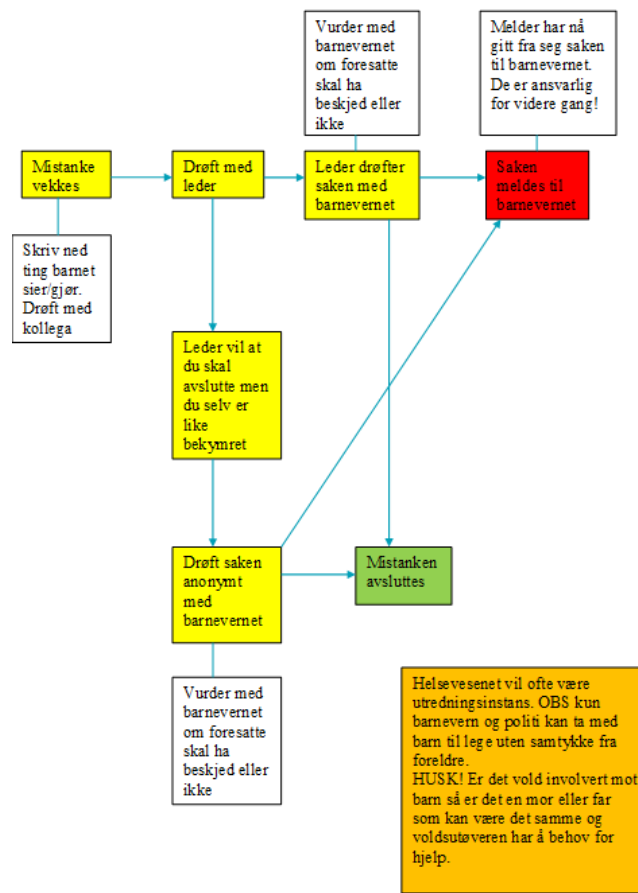 Vurder med
barnevernet
om foresatte
skal ha
beskjed eller
ikke
Melder har nå
gitt fra seg saken
til barnevernet.
De er ansvarlig
for videre gang!
Mistanke
vekkes
Drøft med
leder
Leder drøfter
saken med
barnevernet
Saken
meldes til
barnevernet
Skriv ned
ting barnet
sier/gjør.
Drøft med
kollega
Leder vil at
du skal
avslutte men
du selv er
like
bekymret
Drøft saken
anonymt
med
barnevernet
Mistanken
avsluttes
Vurder med
barnevernet
om foresatte
skal ha
beskjed eller
ikke
Helsevesenet vil ofte være
utredningsinstans. OBS kun
barnevern og politi kan ta med
barn til lege uten samtykke fra
foreldre.
HUSK! Er det vold involvert mot
barn så er det en mor eller far
som kan være det samme og
voldsutøveren har å behov for
hjelp.